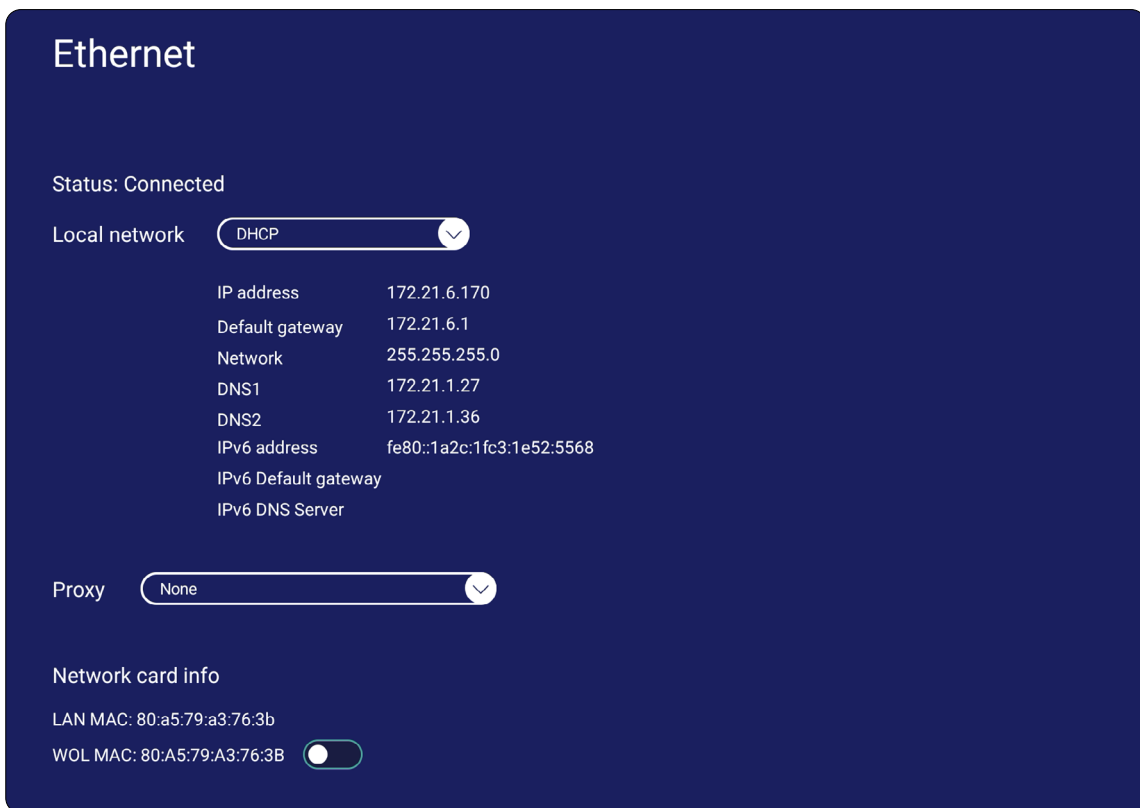 Ethernet
Status: Connected
Local network DHCP
IP address 172.21.6.170
Default gateway 172.21.6.1
Network 255.255.255.0
DNS1 172.21.1.27
DNS2 172.21.1.36
IPv6 address fe80::1a2c:1fc3:1e52:5568
IPv6 Default gateway
IPv6 DNS Server
Proxy None
Network card info
LAN MAC: 80:a5:79:a3:76:3b
WOL MAC: 80:A5:79:A3:76:3B